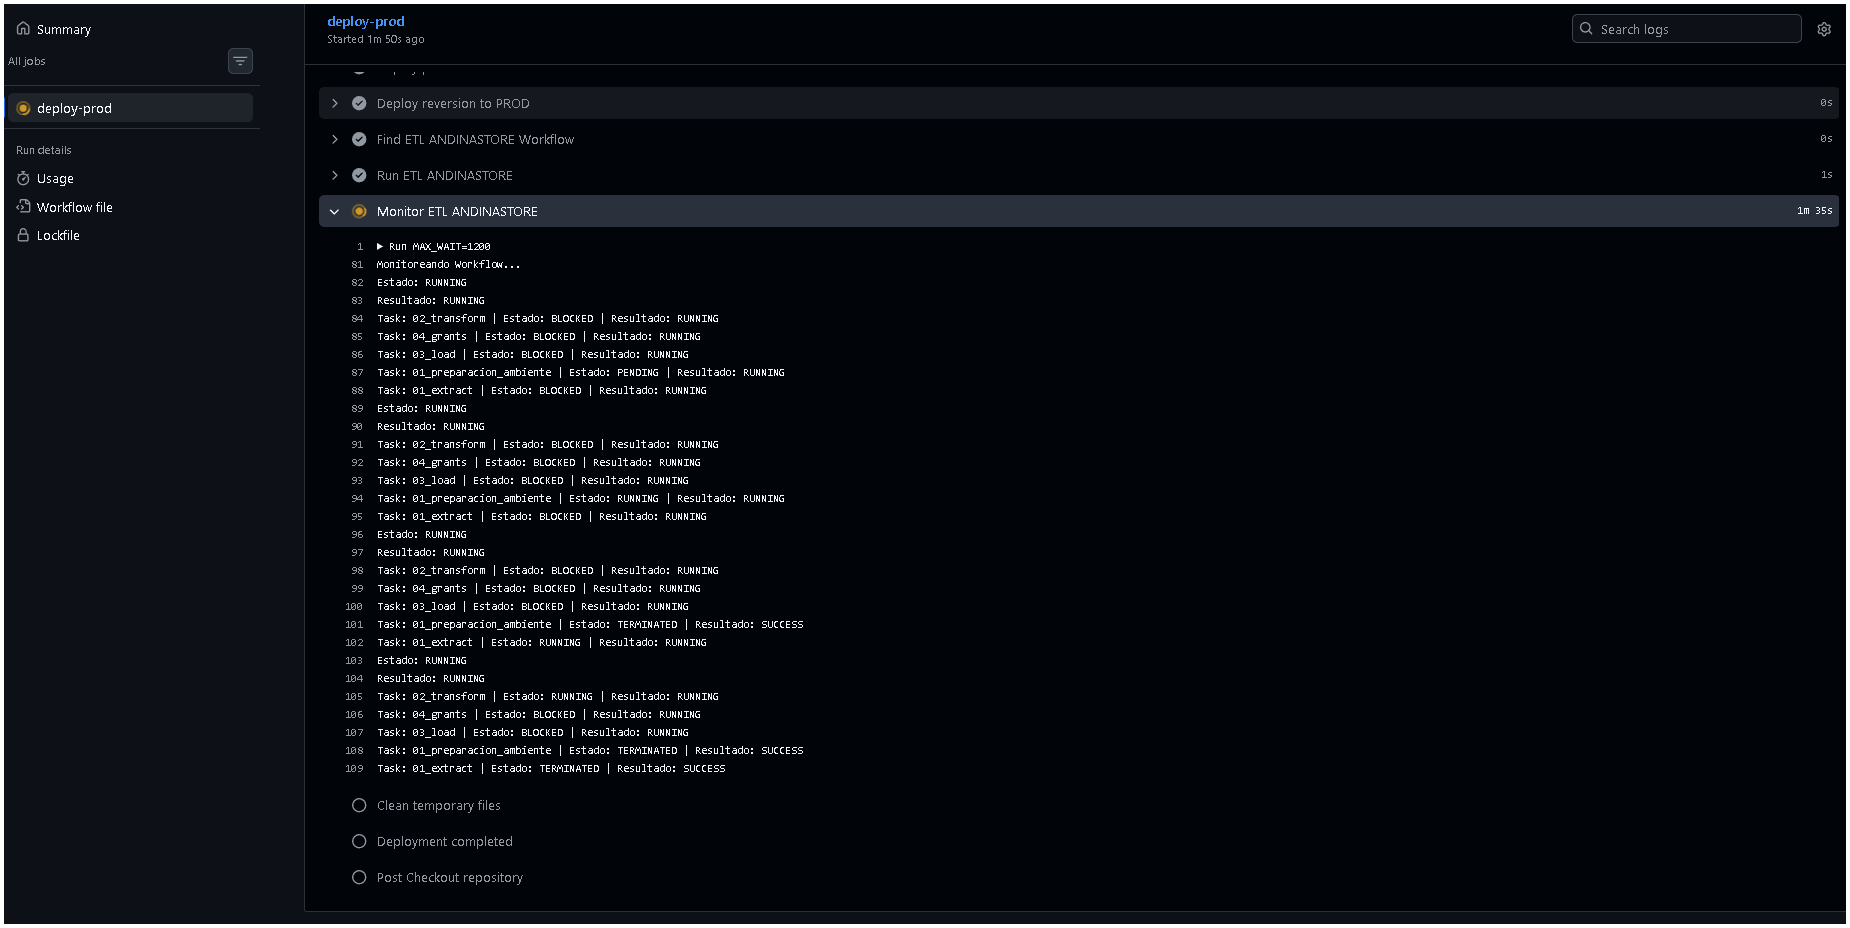 Summary
All jobs
deploy-prod
Run details
Usage
Workflow file
Lockfile
deploy-prod
Started 1m 50s ago
Search logs
Deploy reversion to PROD 0s
Find ETL ANDINASTORE Workflow 0s
Run ETL ANDINASTORE 1s
Monitor ETL ANDINASTORE 1m 35s
1 ▶ Run MAX_WAIT=1200
81 Monitoreando Workflow...
82 Estado: RUNNING
83 Resultado: RUNNING
84 Task: 02_transform | Estado: BLOCKED | Resultado: RUNNING
85 Task: 04_grants | Estado: BLOCKED | Resultado: RUNNING
86 Task: 03_load | Estado: BLOCKED | Resultado: RUNNING
87 Task: 01_preparacion_ambiente | Estado: PENDING | Resultado: RUNNING
88 Task: 01_extract | Estado: BLOCKED | Resultado: RUNNING
89 Estado: RUNNING
90 Resultado: RUNNING
91 Task: 02_transform | Estado: BLOCKED | Resultado: RUNNING
92 Task: 04_grants | Estado: BLOCKED | Resultado: RUNNING
93 Task: 03_load | Estado: BLOCKED | Resultado: RUNNING
94 Task: 01_preparacion_ambiente | Estado: RUNNING | Resultado: RUNNING
95 Task: 01_extract | Estado: BLOCKED | Resultado: RUNNING
96 Estado: RUNNING
97 Resultado: RUNNING
98 Task: 02_transform | Estado: BLOCKED | Resultado: RUNNING
99 Task: 04_grants | Estado: BLOCKED | Resultado: RUNNING
100 Task: 03_load | Estado: BLOCKED | Resultado: RUNNING
101 Task: 01_preparacion_ambiente | Estado: TERMINATED | Resultado: SUCCESS
102 Task: 01_extract | Estado: RUNNING | Resultado: RUNNING
103 Estado: RUNNING
104 Resultado: RUNNING
105 Task: 02_transform | Estado: RUNNING | Resultado: RUNNING
106 Task: 04_grants | Estado: BLOCKED | Resultado: RUNNING
107 Task: 03_load | Estado: BLOCKED | Resultado: RUNNING
108 Task: 01_preparacion_ambiente | Estado: TERMINATED | Resultado: SUCCESS
109 Task: 01_extract | Estado: TERMINATED | Resultado: SUCCESS
Clean temporary files
Deployment completed
Post Checkout repository